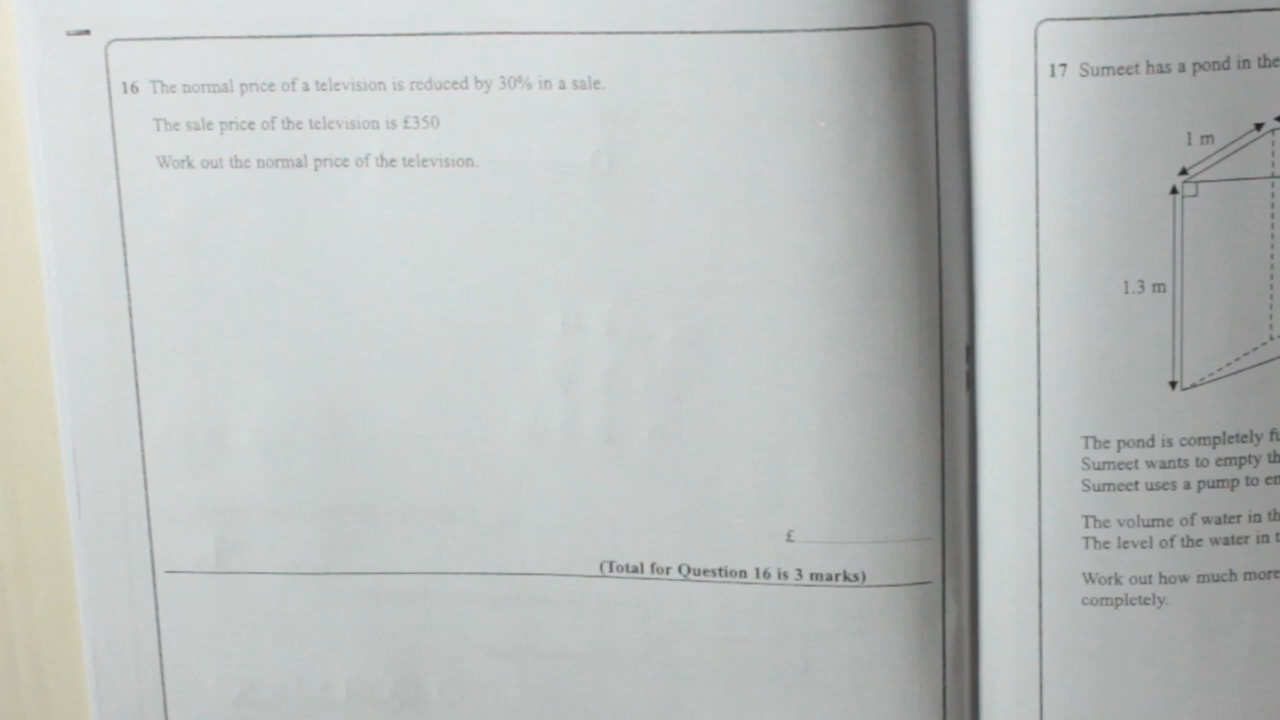 16 The normal price of a television is reduced by 30% in a sale.
The sale price of the television is £350
Work out the normal price of the television.
£
(Total for Question 16 is 3 marks)
17 Sumeet has a pond in the
1 m
1.3 m
The pond is completely
Sumeet wants to empty
Sumeet uses a pump to
The volume of water in
The level of the water in
Work out how much more
completely.